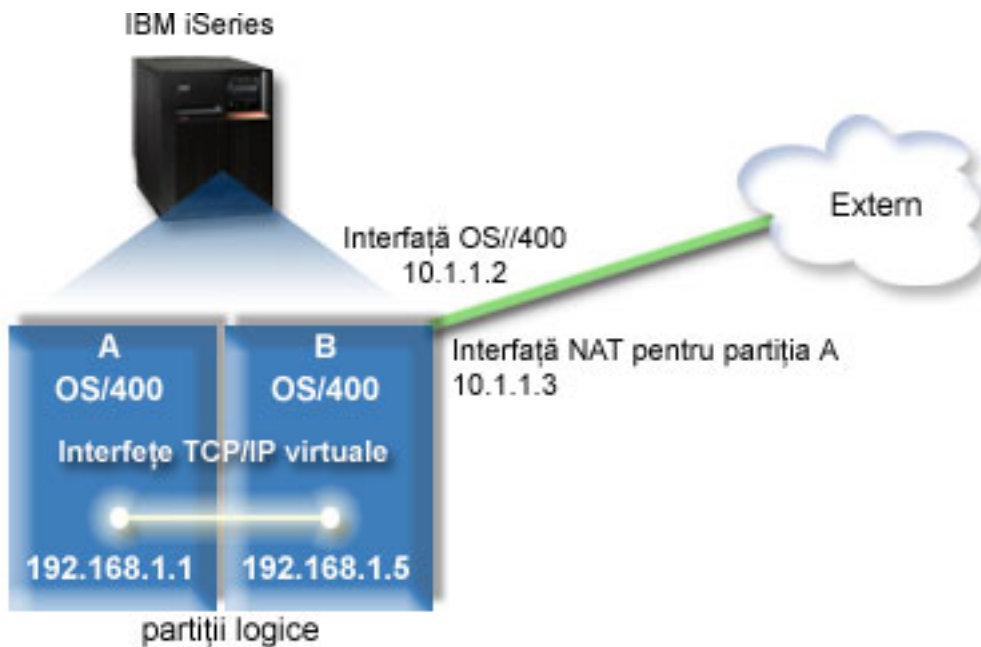 IBM iSeries
Interfață OS//400
10.1.1.2
Extern
Interfață NAT pentru partiția A
10.1.1.3
A
OS/400
B
OS/400
Interfețe TCP/IP virtuale
192.168.1.1
192.168.1.5
partiții logice